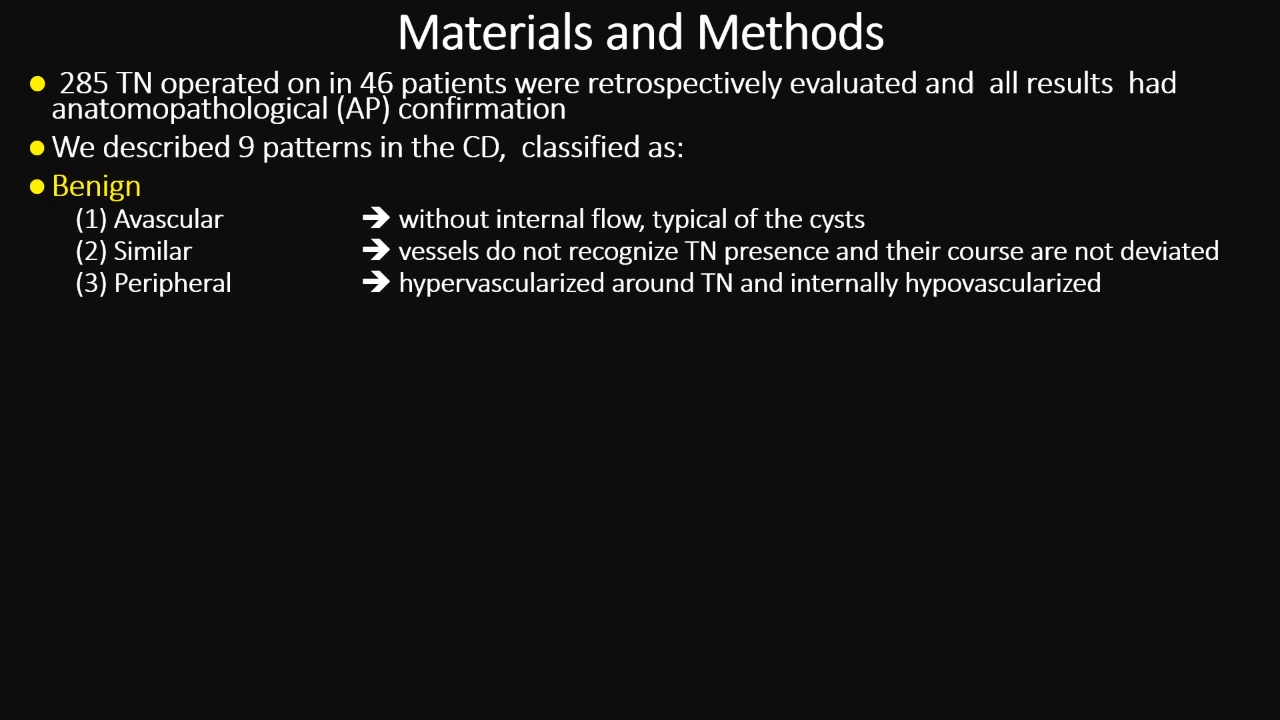 Materials and Methods
● 285 TN operated on in 46 patients were retrospectively evaluated and all results had
anatomopathological (AP) confirmation
● We described 9 patterns in the CD, classified as:
● Benign
(1) Avascular ➔ without internal flow, typical of the cysts
(2) Similar ➔ vessels do not recognize TN presence and their course are not deviated
(3) Peripheral ➔ hypervascularized around TN and internally hypovascularized